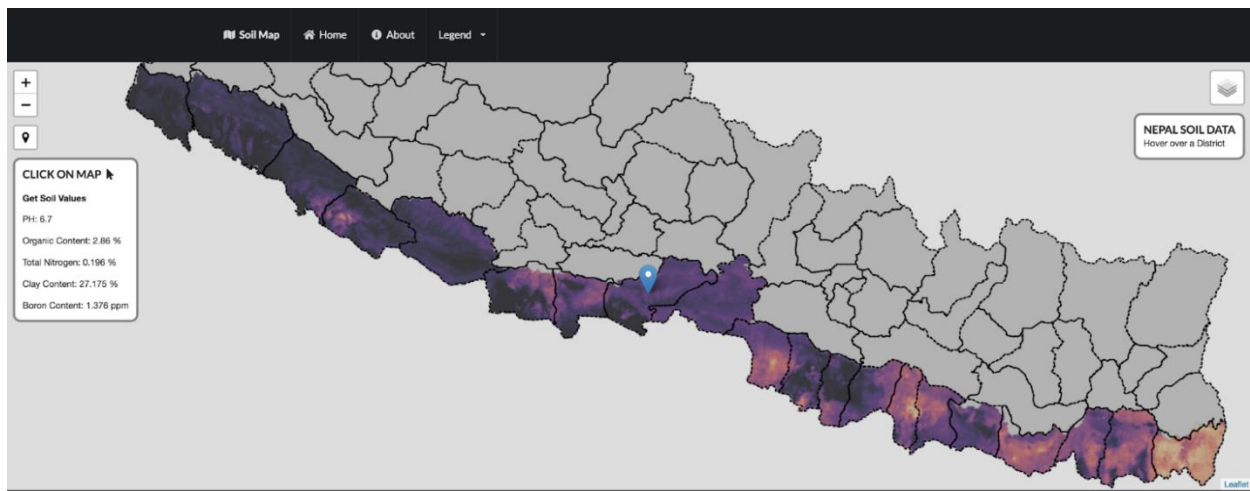 Soil Map Home About Legend
+
−
CLICK ON MAP
Get Soil Values
PH: 6.7
Organic Content: 2.86 %
Total Nitrogen: 0.196 %
Clay Content: 27.175 %
Boron Content: 1.376 ppm
NEPAL SOIL DATA
Hover over a District
Leaflet